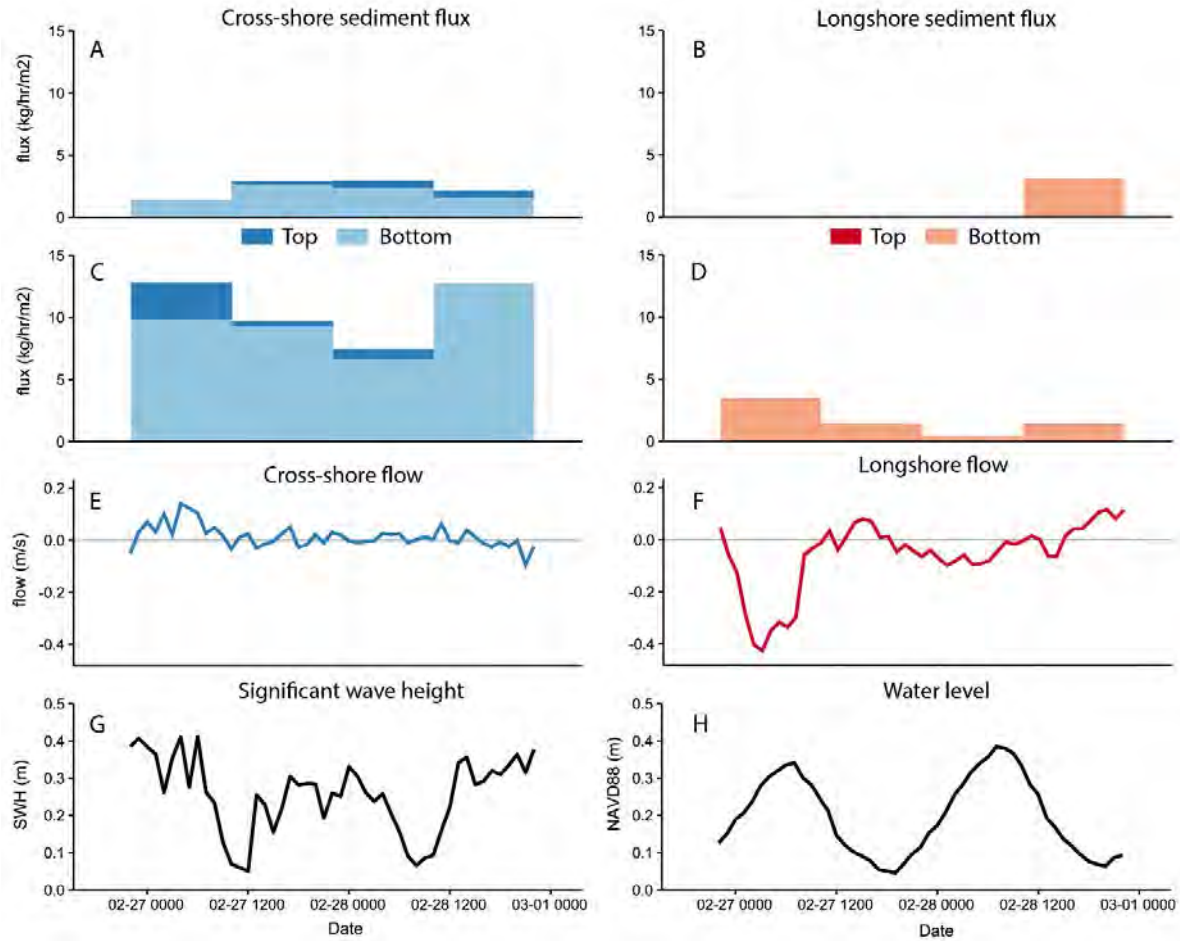 Cross-shore sediment flux
Longshore sediment flux
A
B
flux (kg/hr/m2)
15
10
5
0
15
10
5
0
Top
Bottom
Top
Bottom
C
D
flux (kg/hr/m2)
15
10
5
0
15
10
5
0
Cross-shore flow
Longshore flow
E
F
flow (m/s)
0.2
0.0
-0.2
-0.4
0.2
0.0
-0.2
-0.4
Significant wave height
Water level
G
H
SWH (m)
0.5
0.4
0.3
0.2
0.1
0.0
NAVD88 (m)
0.5
0.4
0.3
0.2
0.1
0.0
02-27 0000 02-27 1200 02-28 0000 02-28 1200 03-01 0000
02-27 0000 02-27 1200 02-28 0000 02-28 1200 03-01 0000
Date
Date